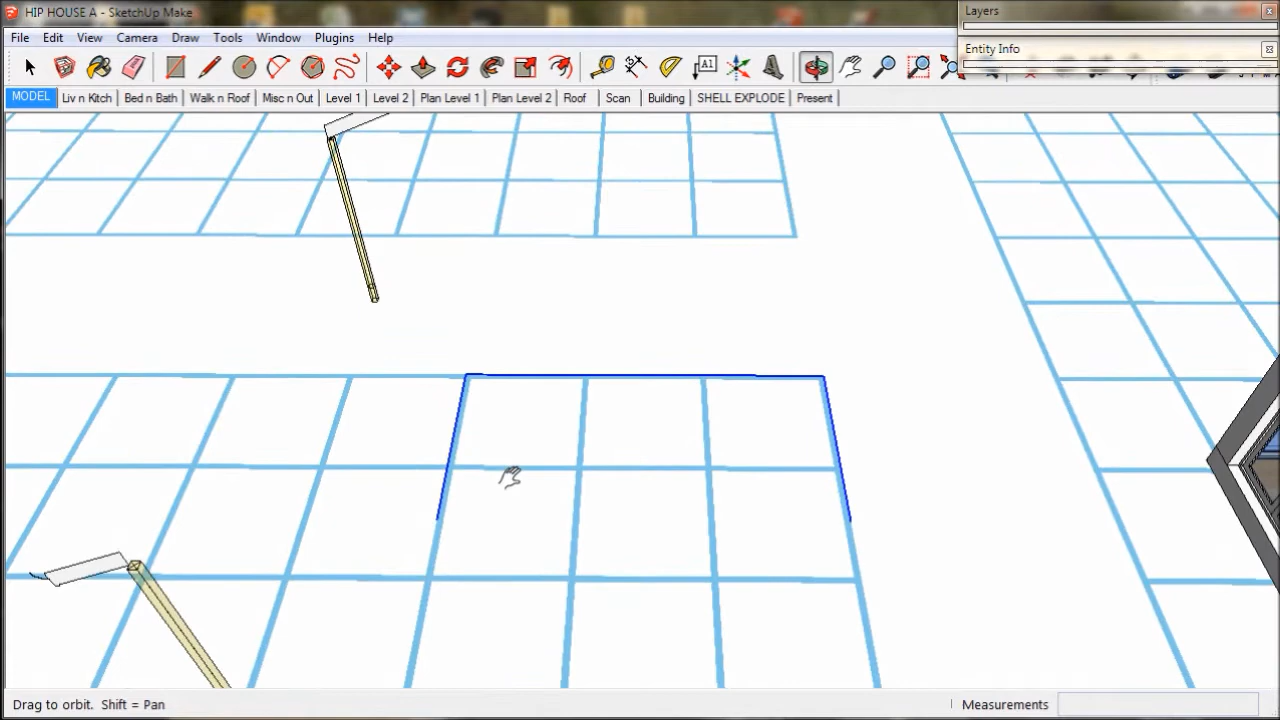 HIP HOUSE A - SketchUp Make
Layers
File Edit View Camera Draw Tools Window Plugins Help
Entity Info
A1
MODEL Liv n Kitch Bed n Bath Walk n Roof Misc n Out Level 1 Level 2 Plan Level 1 Plan Level 2 Roof Scan Building SHELL EXPLODE Present
Drag to orbit. Shift = Pan
Measurements